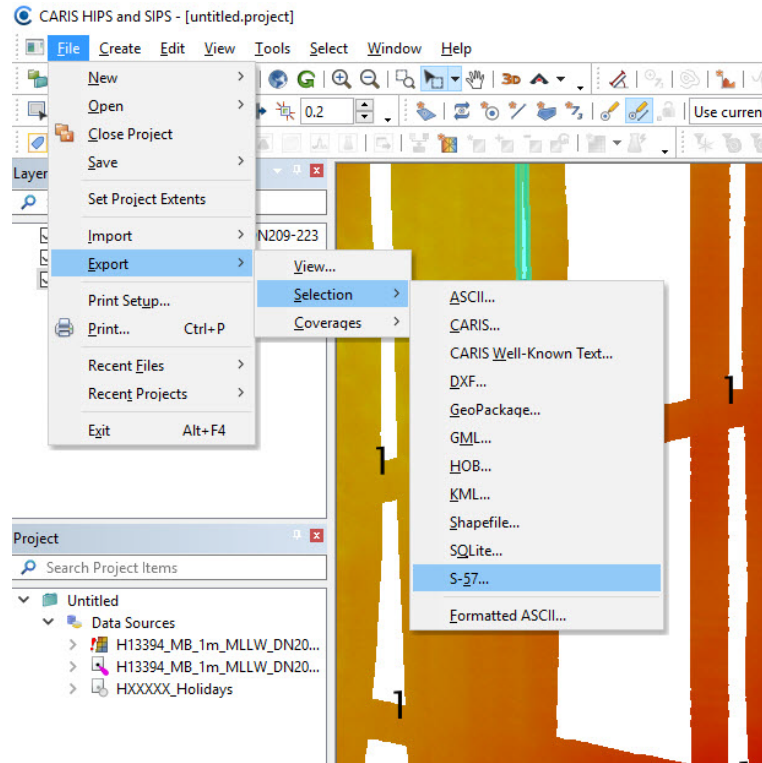 CARIS HIPS and SIPS - [untitled.project]
File Create Edit View Tools Select Window Help
New
Open
Close Project
Save
Set Project Extents
Import
Export
Print Setup...
Print... Ctrl+P
Recent Files
Recent Projects
Exit Alt+F4
3D
0.2
Use curren
Layer
N209-223
View...
Selection
Coverages
ASCII...
CARIS...
CARIS Well-Known Text...
DXF...
GeoPackage...
GML...
HOB...
KML...
Shapefile...
SQLite...
S-57...
Formatted ASCII...
1
1
1
Project
Search Project Items
Untitled
Data Sources
H13394_MB_1m_MLLW_DN20...
H13394_MB_1m_MLLW_DN20...
HXXXXX_Holidays